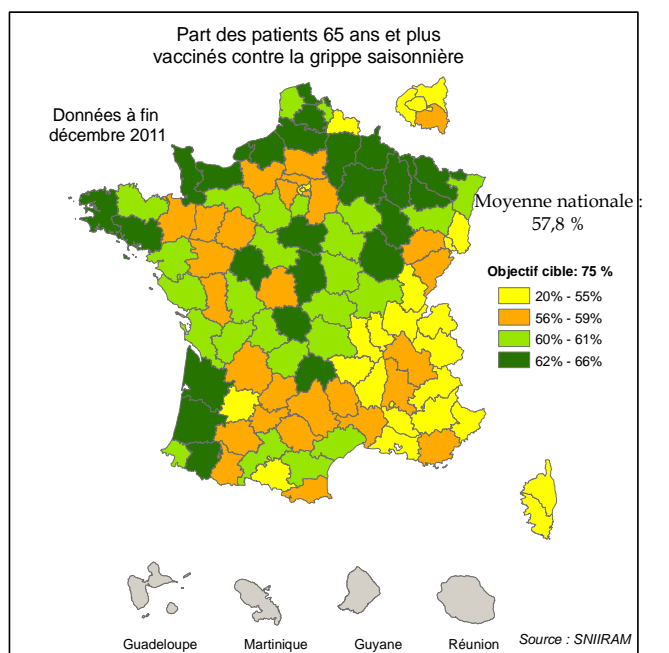 Part des patients 65 ans et plus
vaccinés contre la grippe saisonnière
Données à fin
décembre 2011
Moyenne nationale :
57,8 %
Objectif cible: 75 %
20% - 55%
56% - 59%
60% - 61%
62% - 66%
Guadeloupe
Martinique
Guyane
Réunion
Source : SNIIRAM